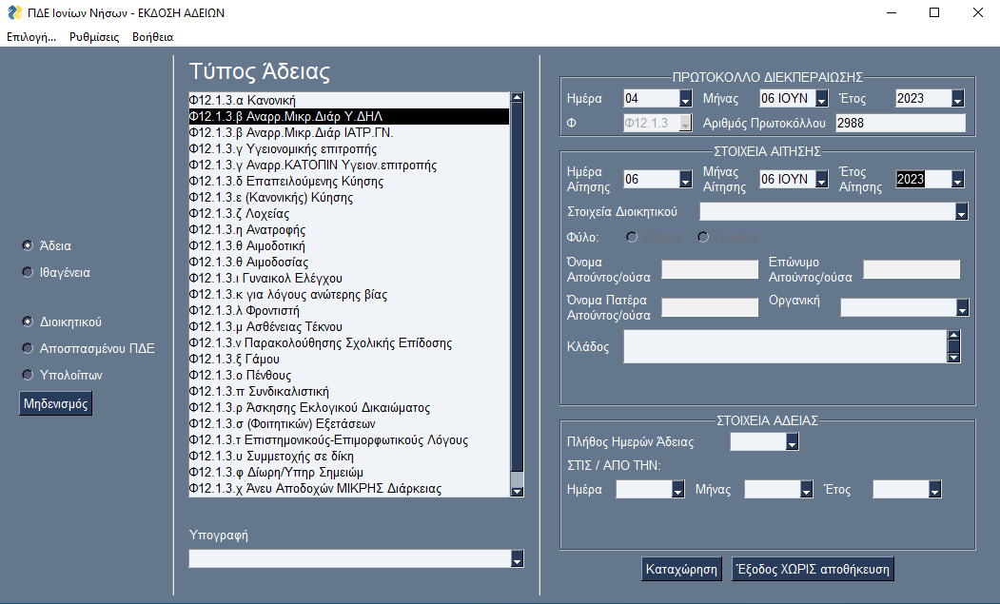 ΠΔΕ Ιονίων Νήσων - ΕΚΔΟΣΗ ΑΔΕΙΩΝ
Επιλογή... Ρυθμίσεις Βοήθεια
Άδεια
Ιθαγένεια
Διοικητικού
Αποσπασμένου ΠΔΕ
Υπολοίπων
Μηδενισμός
Τύπος Άδειας
Φ12.1.3.α Κανονική
Φ12.1.3.β Αναρρ.Μικρ.Διάρ Υ.ΔΗΛ
Φ12.1.3.β Αναρρ.Μικρ.Διάρ ΙΑΤΡ.ΓΝ.
Φ12.1.3.γ Υγειονομικής επιτροπής
Φ12.1.3.γ Αναρρ.ΚΑΤΟΠΙΝ Υγειον.επιτροπής
Φ12.1.3.δ Επαπειλούμενης Κύησης
Φ12.1.3.ε (Κανονικής) Κύησης
Φ12.1.3.ζ Λοχείας
Φ12.1.3.η Ανατροφής
Φ12.1.3.θ Αιμοδοτική
Φ12.1.3.θ Αιμοδοσίας
Φ12.1.3.ι Γυναικολ Ελέγχου
Φ12.1.3.κ για λόγους ανώτερης βίας
Φ12.1.3.λ Φροντιστή
Φ12.1.3.μ Ασθένειας Τέκνου
Φ12.1.3.ν Παρακολούθησης Σχολικής Επίδοσης
Φ12.1.3.ξ Γάμου
Φ12.1.3.ο Πένθους
Φ12.1.3.π Συνδικαλιστική
Φ12.1.3.ρ Άσκησης Εκλογικού Δικαιώματος
Φ12.1.3.σ (Φοιτητικών) Εξετάσεων
Φ12.1.3.τ Επιστημονικούς-Επιμορφωτικούς Λόγους
Φ12.1.3.υ Συμμετοχής σε δίκη
Φ12.1.3.φ Δίωρη/Υπηρ Σημειώμ
Φ12.1.3.χ Άνευ Αποδοχών ΜΙΚΡΗΣ Διάρκειας
Υπογραφή
ΠΡΩΤΟΚΟΛΛΟ ΔΙΕΚΠΕΡΑΙΩΣΗΣ
Ημέρα 04 Μήνας 06 ΙΟΥΝ Έτος 2023
Φ Φ12.1.3 Αριθμός Πρωτοκόλλου 2988
ΣΤΟΙΧΕΙΑ ΑΙΤΗΣΗΣ
Ημέρα Αίτησης 06 Μήνας Αίτησης 06 ΙΟΥΝ Έτος Αίτησης 2023
Στοιχεία Διοικητικού
Φύλο: Άντρας Γυναίκα
Όνομα Αιτούντος/ούσα Επώνυμο Αιτούντος/ούσα
Όνομα Πατέρα Αιτούντος/ούσα Οργανική
Κλάδος
ΣΤΟΙΧΕΙΑ ΑΔΕΙΑΣ
Πλήθος Ημερών Άδειας
ΣΤΙΣ / ΑΠΟ ΤΗΝ:
Ημέρα Μήνας Έτος
Καταχώρηση Έξοδος ΧΩΡΙΣ αποθήκευση